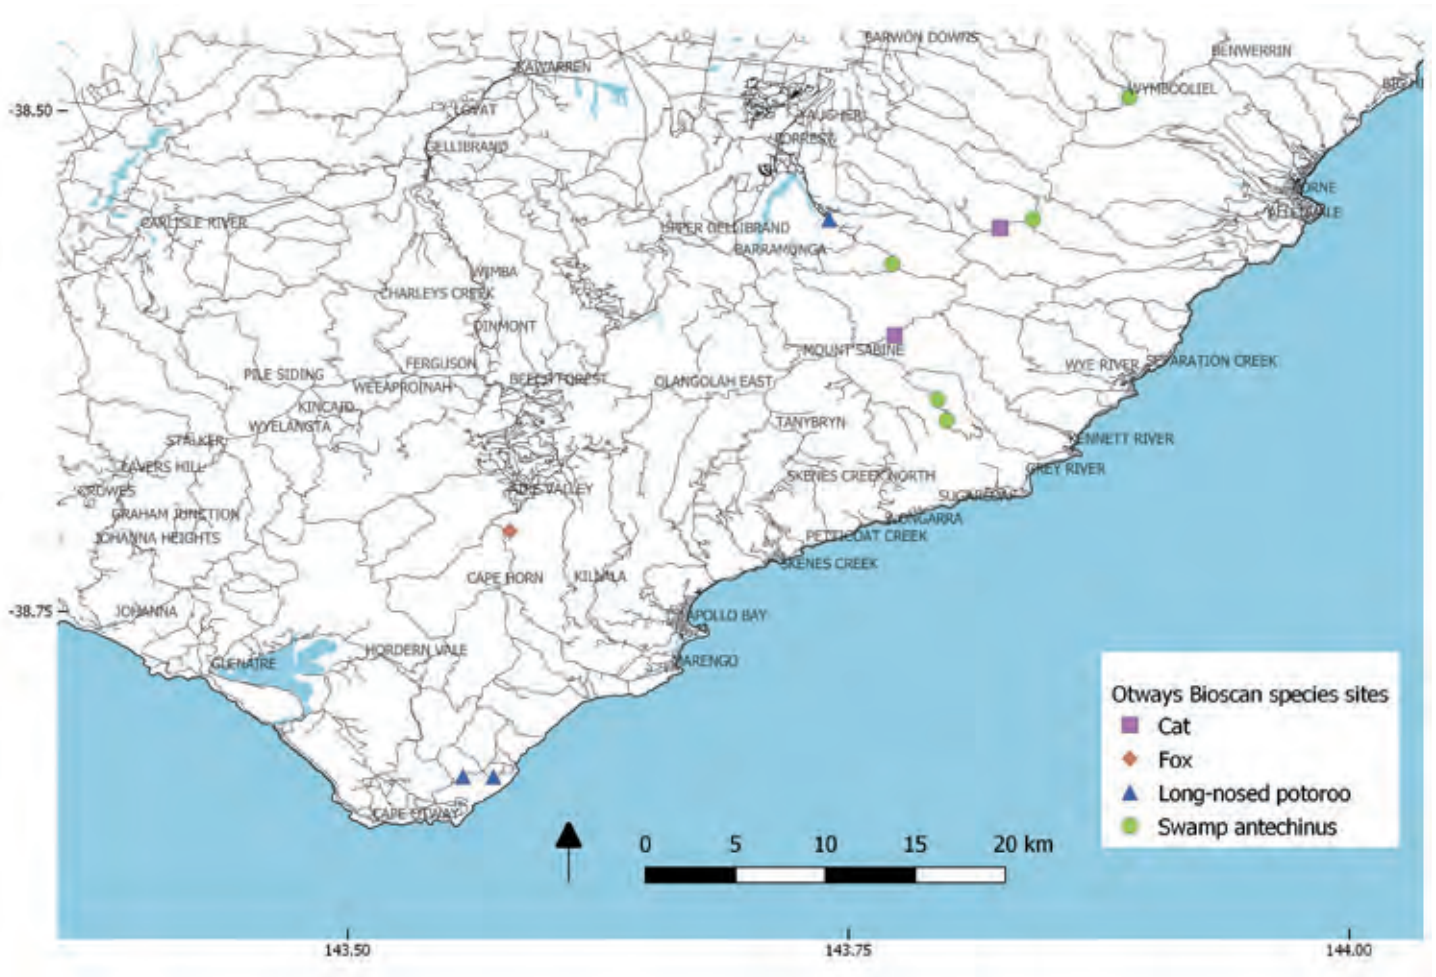 BARWON DOWNS
BENWERRIN
KAWARREN
WYMBOOLIEL
-38.50
LOVAT
YAUGHER
FORREST
GELLIBRAND
LORNE
CARLISLE RIVER
UPPER GELLIBRAND
BARRAMUNGA
WIMBA
CHARLEYS CREEK
DINMONT
MOUNT SABINE
FERGUSON
WYE RIVER
SEPARATION CREEK
PILE SIDING
WEEAPROINAH
BEECH FOREST
OLANGOLAH EAST
KINCAID
WYELANGTA
TANYBRYN
STALKER
KENNETT RIVER
LAVERS HILL
GREY RIVER
SKENES CREEK NORTH
CROWES
AIRE VALLEY
SUGARLOAF
GRAHAM JUNCTION
WONGARRA
JOHANNA HEIGHTS
PETTICOAT CREEK
SKENES CREEK
CAPE HORN
KILNALA
-38.75
JOHANNA
APOLLO BAY
HORDERN VALE
GLENAIRE
MARENGO
CAPE OTWAY
Otways Bioscan species sites
Cat
Fox
Long-nosed potoroo
Swamp antechinus
0 5 10 15 20 km
143.50 143.75 144.00